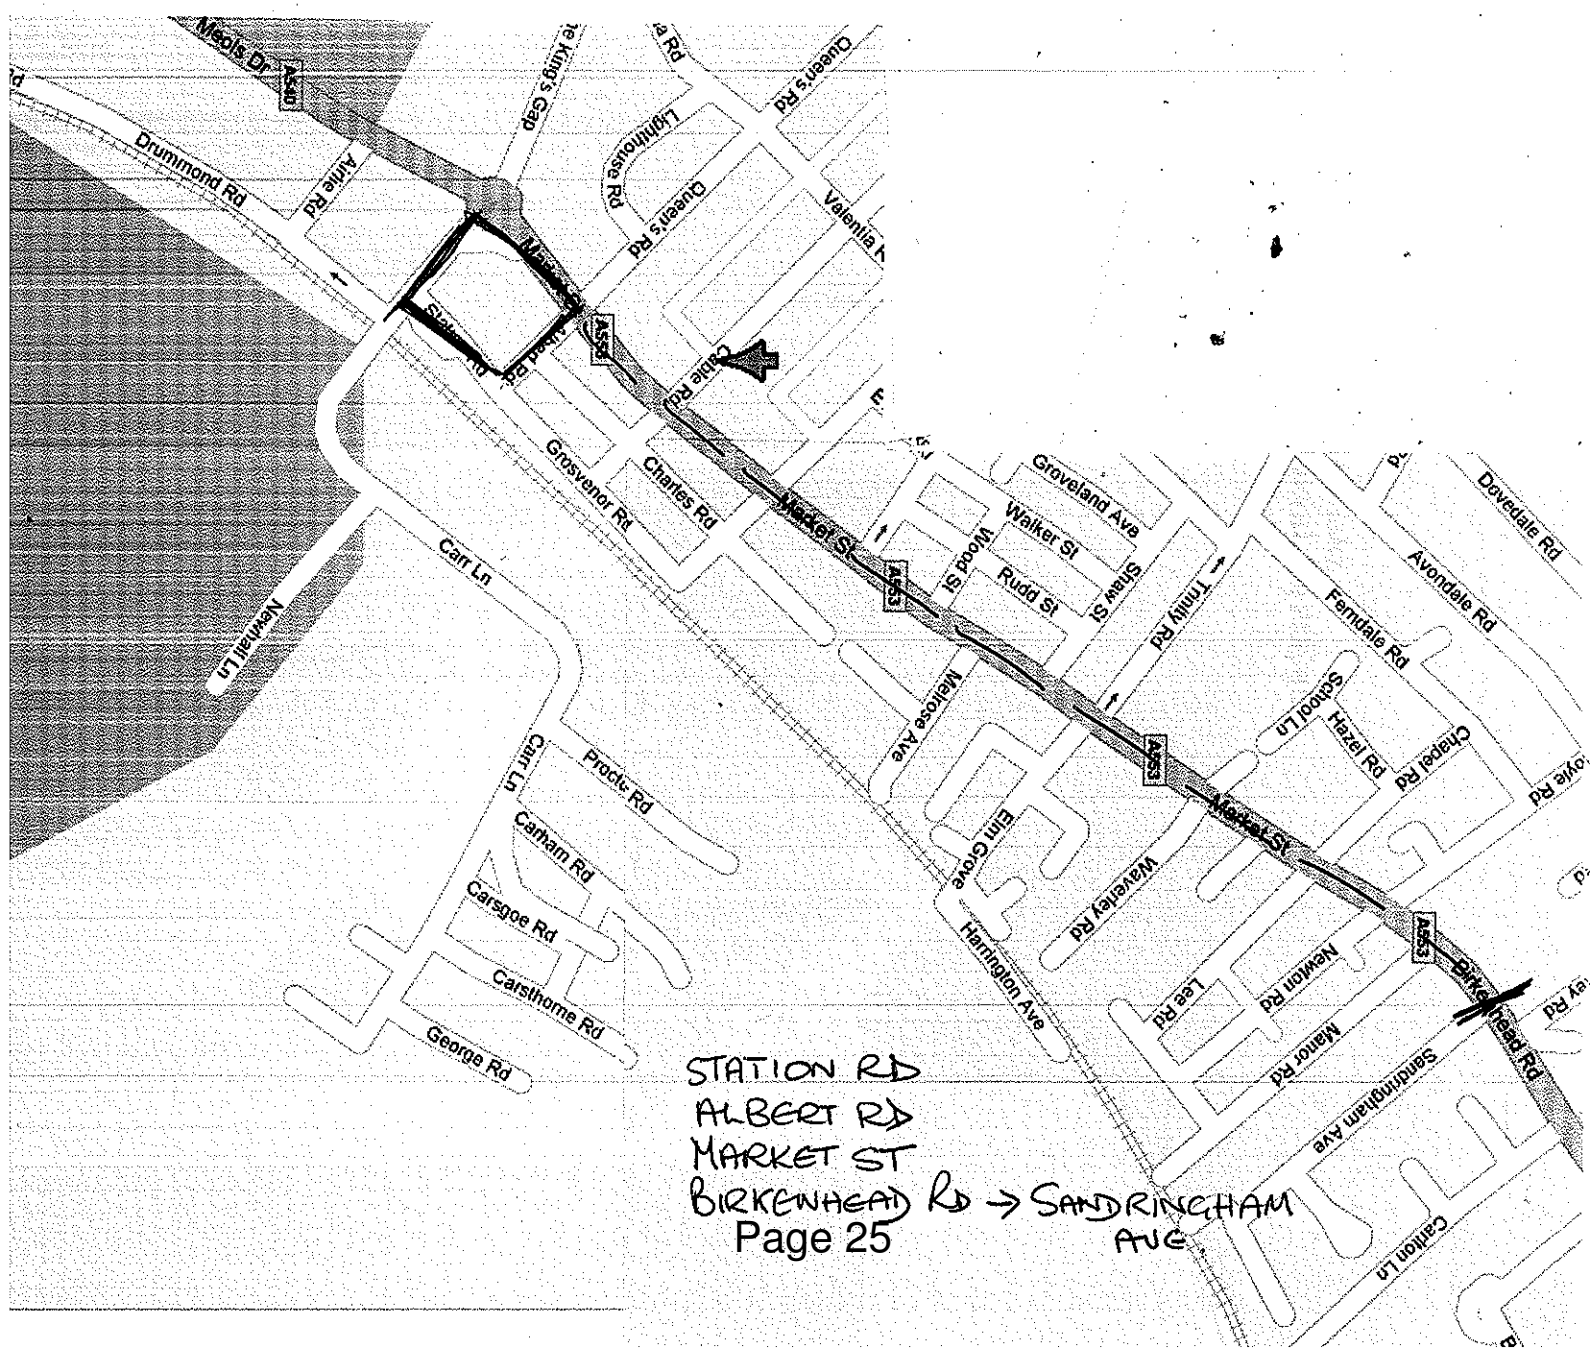 Meols Dr
A540
The King's Gap
Queen's Rd
Lighthouse Rd
Drummond Rd
Airlie Rd
Queen's Rd
Valentia R
Market St
Station Rd
Albert Rd
A553
Cable Rd
Grosvenor Rd
Charles Rd
Market St
A553
Groveland Ave
Walker St
Wood St
Rudd St
Shaw St
Trinity Rd
Dovedale Rd
Avondale Rd
Ferndale Rd
School Ln
Hazel Rd
Chapel Rd
Carr Ln
Newhall Ln
Melrose Ave
A553
Market St
Carr Ln
Proctor Rd
Elm Grove
Waverley Rd
Carham Rd
Carsgoe Rd
Carsthorne Rd
George Rd
Harrington Ave
Lee Rd
Newton Rd
Manor Rd
A553
Birkenhead Rd
Sandringham Ave
Carlton Ln
STATION RD
ALBERT RD
MARKET ST
BIRKENHEAD RD → SANDRINGHAM
AVE
Page 25